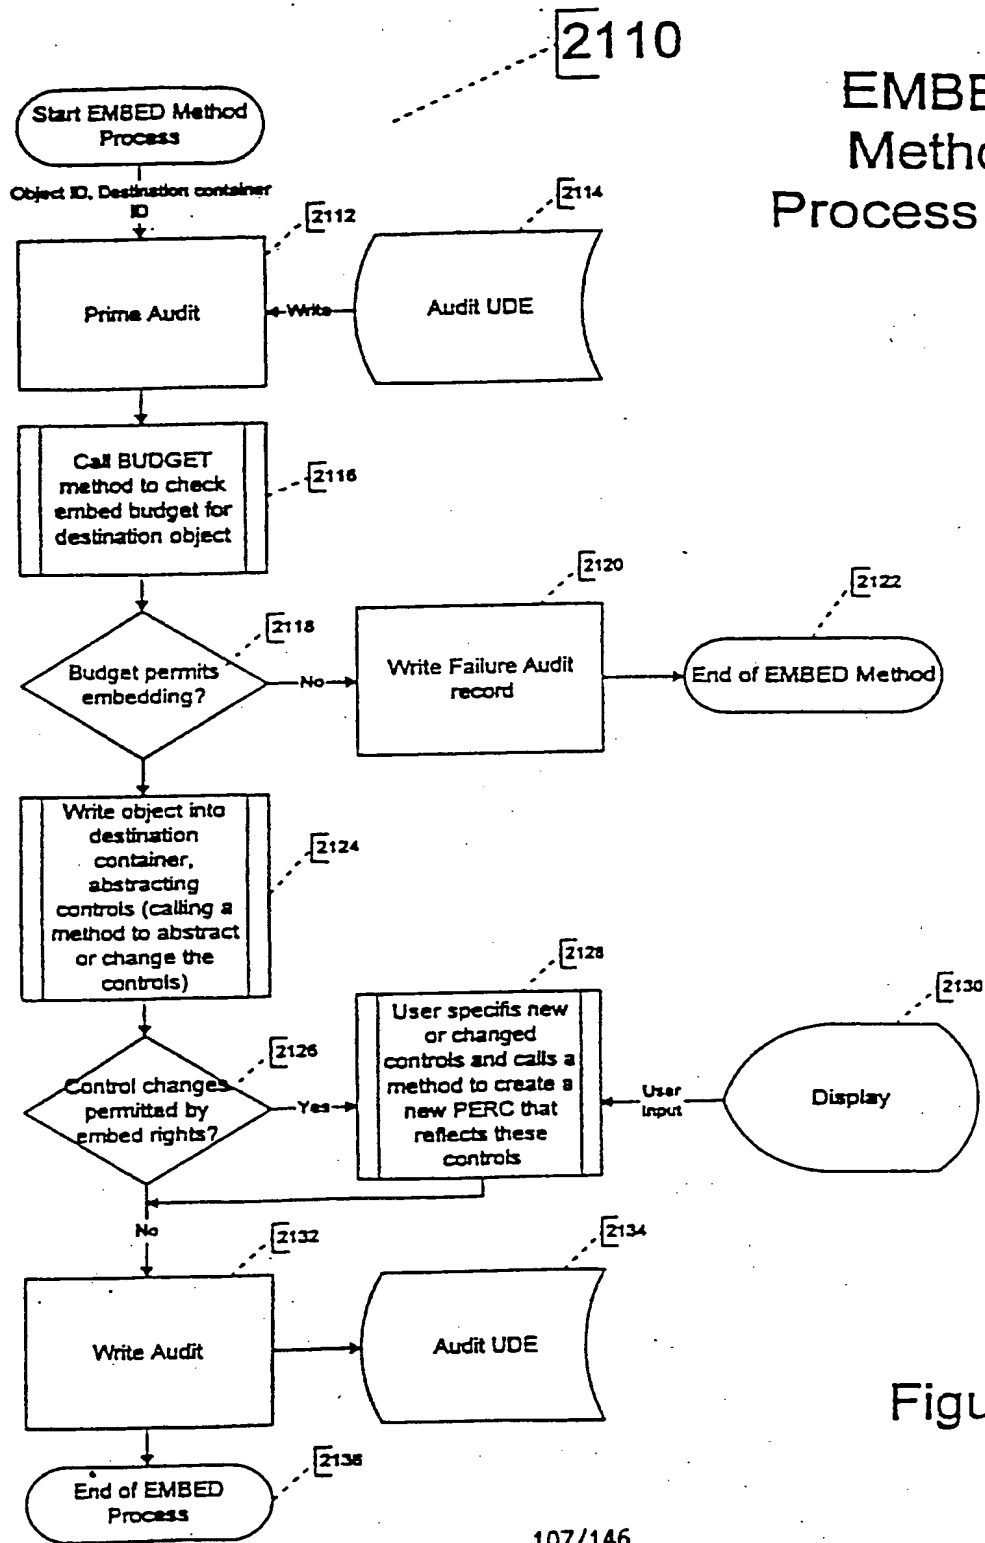 2110
EMBE
Metho
Process
Start EMBED Method
Process
Object ID, Destination container
ID
2112
2114
Prime Audit
Write
Audit UDE
Call BUDGET
method to check
embed budget for
destination object
2116
2118
Budget permits
embedding?
No
2120
Write Failure Audit
record
2122
End of EMBED Method
Write object into
destination
container,
abstracting
controls (calling a
method to abstract
or change the
controls)
2124
2126
Control changes
permitted by
embed rights?
Yes
2128
User specifis new
or changed
controls and calls a
method to create a
new PERC that
reflects these
controls
User
Input
2130
Display
No
2132
Write Audit
2134
Audit UDE
Figu
2136
End of EMBED
Process
107/146